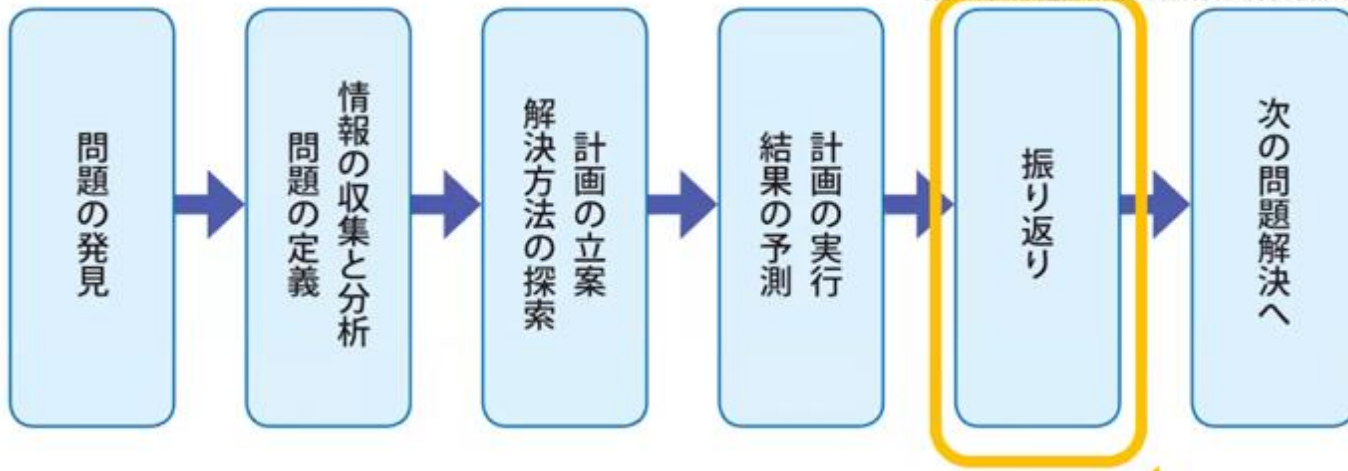 問題の発見
情報の収集と分析
問題の定義
計画の立案
解決方法の探索
計画の実行
結果の予測
振り返り
次の問題解決へ